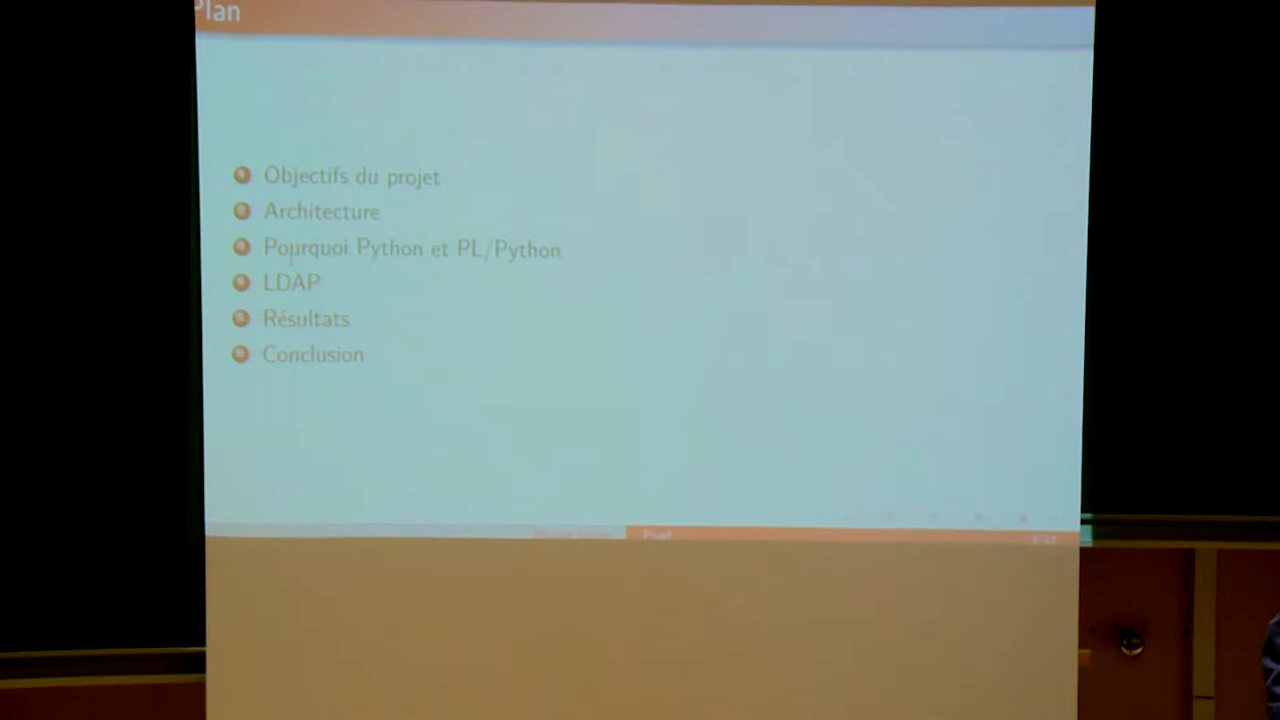 Plan
Objectifs du projet
Architecture
Pourquoi Python et PL/Python
LDAP
Résultats
Conclusion